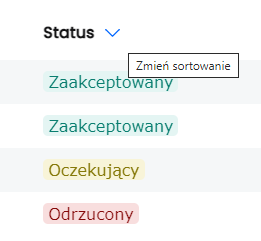 Status
Zmień sortowanie
Zaakceptowany
Zaakceptowany
Oczekujący
Odrzucony